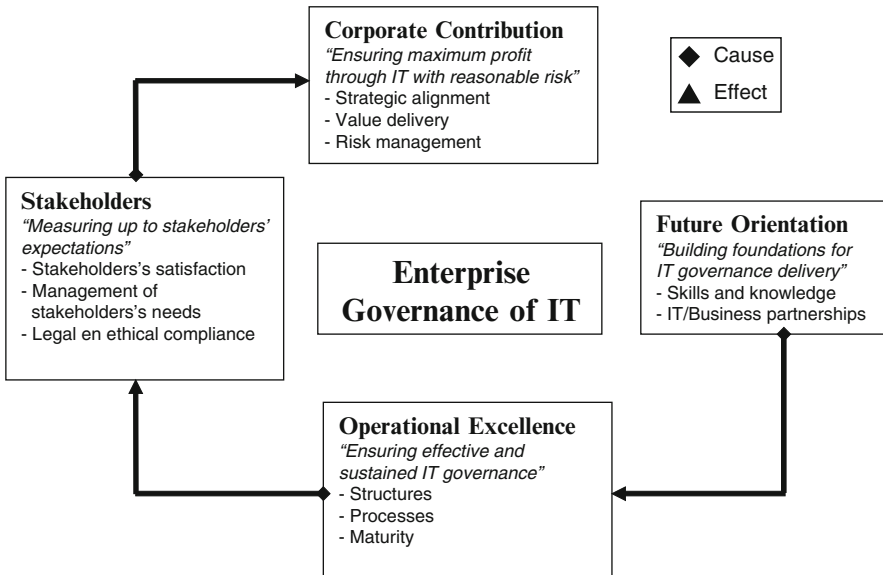 Corporate Contribution
“Ensuring maximum profit
through IT with reasonable risk”
- Strategic alignment
- Value delivery
- Risk management
Cause
Effect
Stakeholders
“Measuring up to stakeholders’
expectations”
- Stakeholders’s satisfaction
- Management of
stakeholders’s needs
- Legal en ethical compliance
Enterprise
Governance of IT
Future Orientation
“Building foundations for
IT governance delivery”
- Skills and knowledge
- IT/Business partnerships
Operational Excellence
“Ensuring effective and
sustained IT governance”
- Structures
- Processes
- Maturity